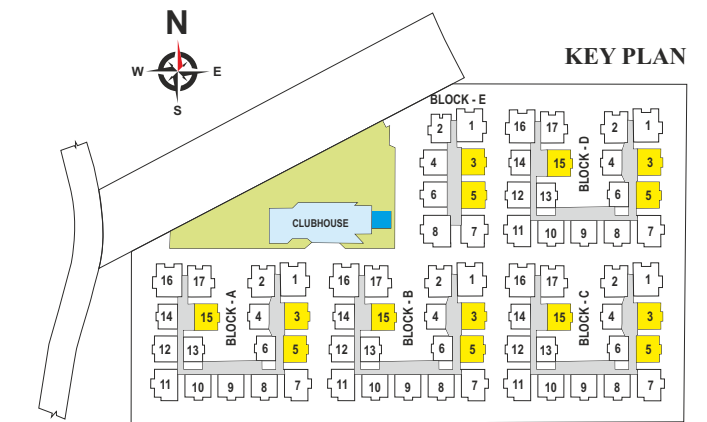 N
W E
S
KEY PLAN
BLOCK - E
2 1
4 3
6 5
8 7
16 17 2 1
14 15 BLOCK - D 4 3
12 13 6 5
11 10 9 8 7
CLUBHOUSE
16 17 2 1
14 15 BLOCK - A 4 3
12 13 6 5
11 10 9 8 7
16 17 2 1
14 15 BLOCK - B 4 3
12 13 6 5
11 10 9 8 7
16 17 2 1
14 15 BLOCK - C 4 3
12 13 6 5
11 10 9 8 7